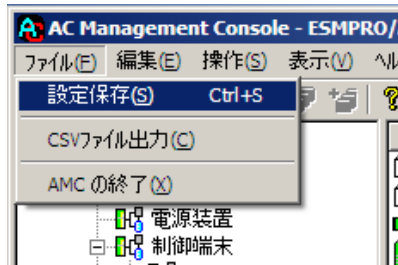 AC Management Console - ESMPRO/
ファイル(F) 編集(E) 操作(S) 表示(V)
設定保存(S) Ctrl+S
CSVファイル出力(C)
AMC の終了(X)
電源装置
制御端末